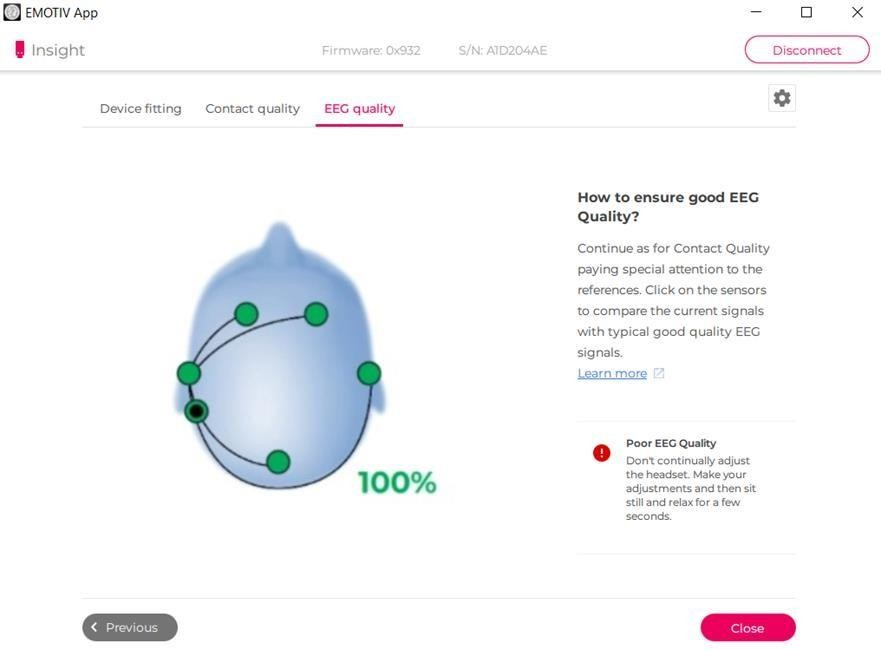 EMOTIV App
Insight
Firmware: 0x932
S/N: A1D204AE
Disconnect
Device fitting
Contact quality
EEG quality
How to ensure good EEG
Quality?
Continue as for Contact Quality
paying special attention to the
references. Click on the sensors
to compare the current signals
with typical good quality EEG
signals.
Learn more
Poor EEG Quality
Don't continually adjust
the headset. Make your
adjustments and then sit
still and relax for a few
seconds.
100%
Previous
Close